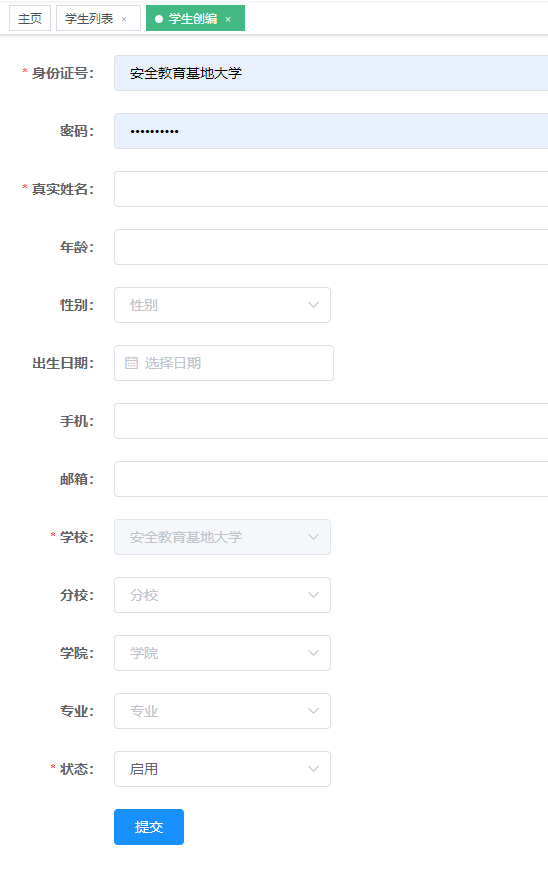 主页 学生列表 × 学生创编 ×
* 身份证号: 安全教育基地大学
密码: ••••••••••
* 真实姓名:
年龄:
性别: 性别
出生日期: 选择日期
手机:
邮箱:
* 学校: 安全教育基地大学
分校: 分校
学院: 学院
专业: 专业
* 状态: 启用
提交